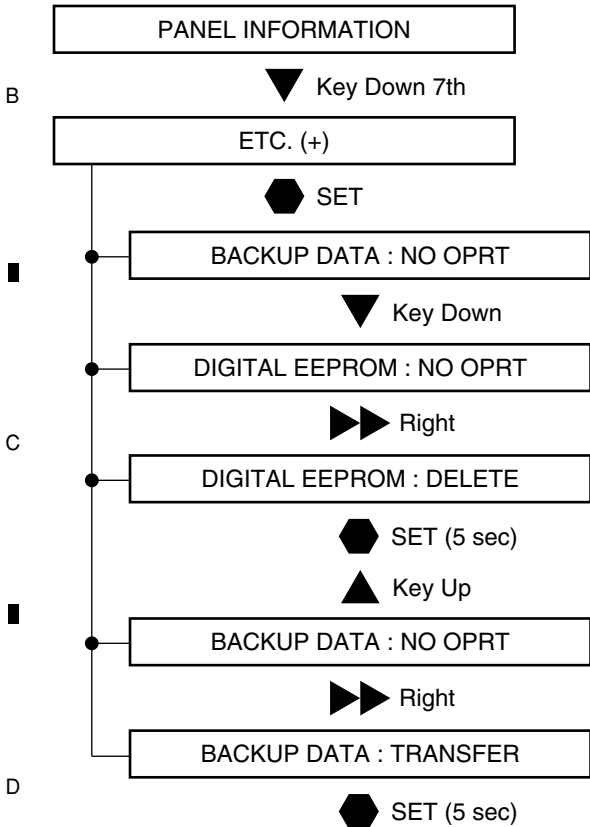 PANEL INFORMATION
Key Down 7th
B
ETC. (+)
SET
BACKUP DATA : NO OPRT
Key Down
DIGITAL EEPROM : NO OPRT
Right
C
DIGITAL EEPROM : DELETE
SET (5 sec)
Key Up
BACKUP DATA : NO OPRT
Right
BACKUP DATA : TRANSFER
D
SET (5 sec)